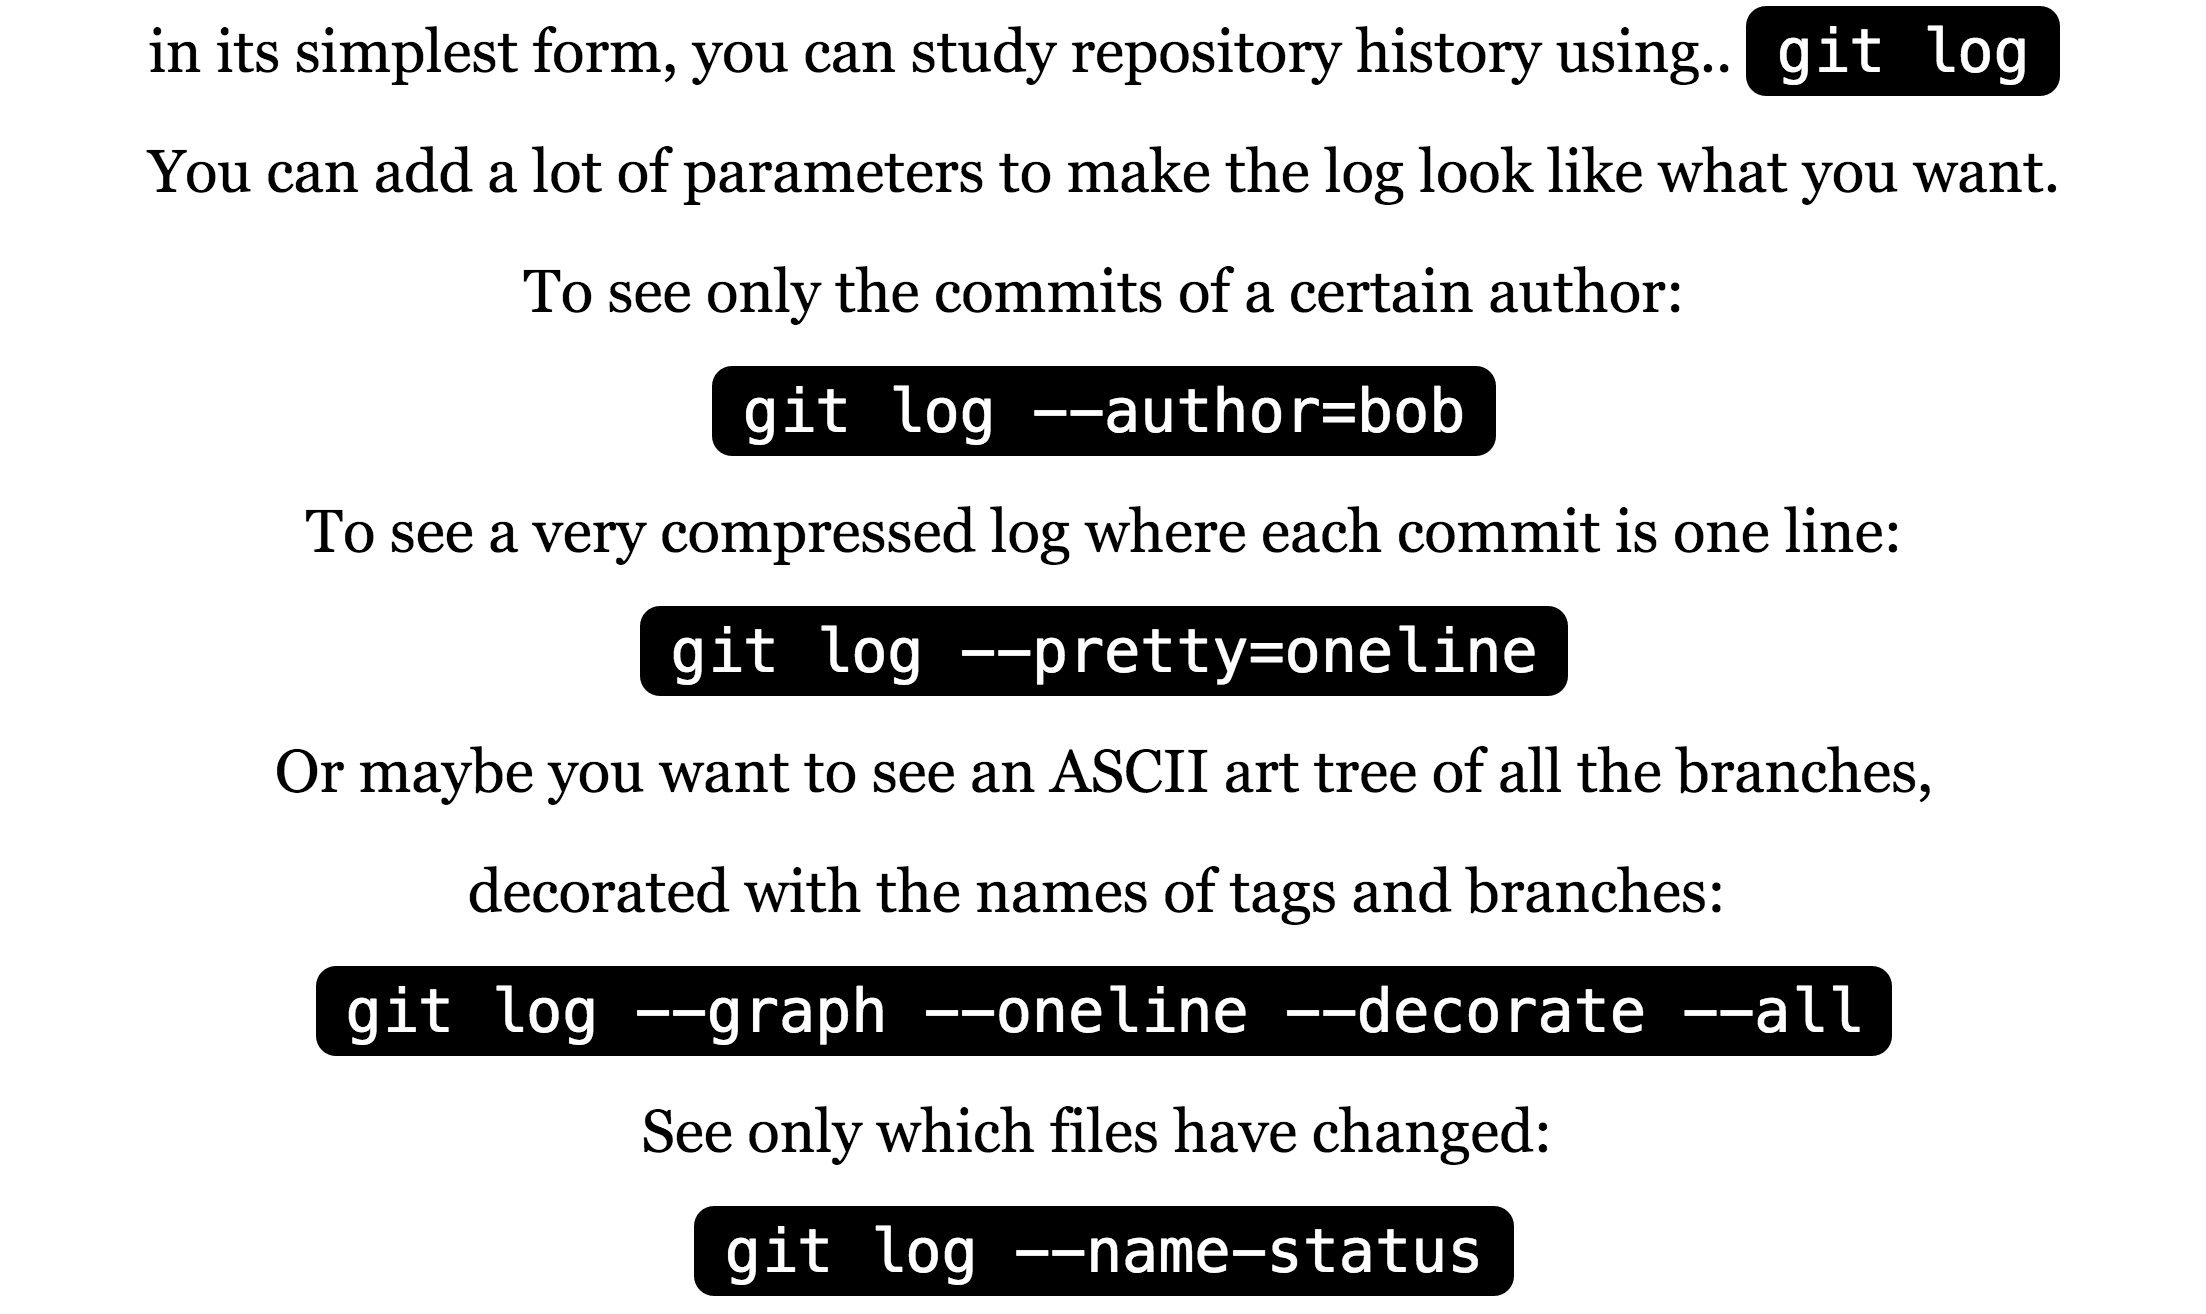 in its simplest form, you can study repository history using.. git log
You can add a lot of parameters to make the log look like what you want.
To see only the commits of a certain author:
git log --author=bob
To see a very compressed log where each commit is one line:
git log --pretty=oneline
Or maybe you want to see an ASCII art tree of all the branches,
decorated with the names of tags and branches:
git log --graph --oneline --decorate --all
See only which files have changed:
git log --name-status